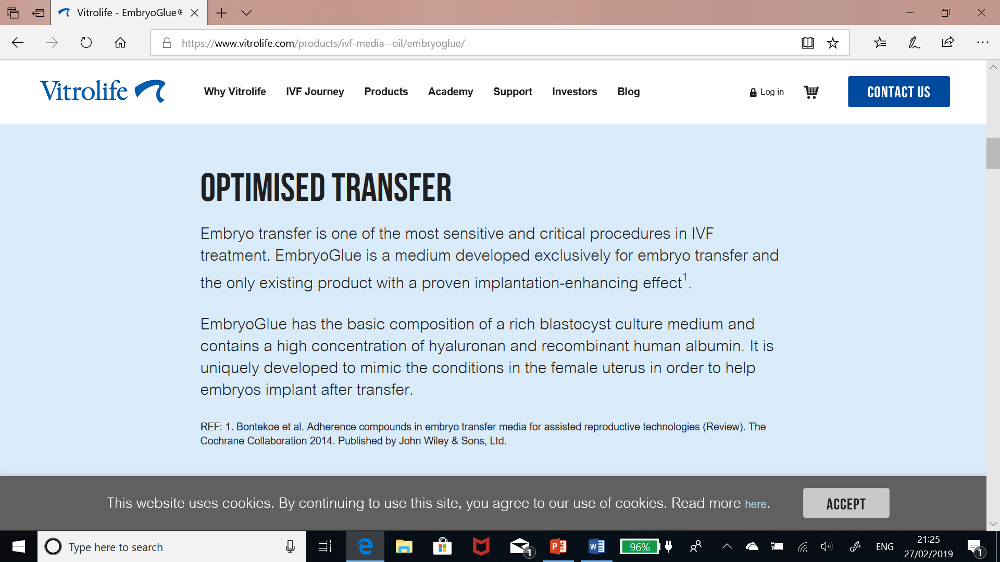 Vitrolife - EmbryoGlue®
https://www.vitrolife.com/products/ivf-media--oil/embryoglue/
Vitrolife
Why Vitrolife IVF Journey Products Academy Support Investors Blog
Log in
CONTACT US
OPTIMISED TRANSFER
Embryo transfer is one of the most sensitive and critical procedures in IVF
treatment. EmbryoGlue is a medium developed exclusively for embryo transfer and
the only existing product with a proven implantation-enhancing effect1.
EmbryoGlue has the basic composition of a rich blastocyst culture medium and
contains a high concentration of hyaluronan and recombinant human albumin. It is
uniquely developed to mimic the conditions in the female uterus in order to help
embryos implant after transfer.
REF: 1. Bontekoe et al. Adherence compounds in embryo transfer media for assisted reproductive technologies (Review). The
Cochrane Collaboration 2014. Published by John Wiley & Sons, Ltd.
This website uses cookies. By continuing to use this site, you agree to our use of cookies. Read more here.
ACCEPT
Type here to search
1
96%
ENG
21:25
27/02/2019
1